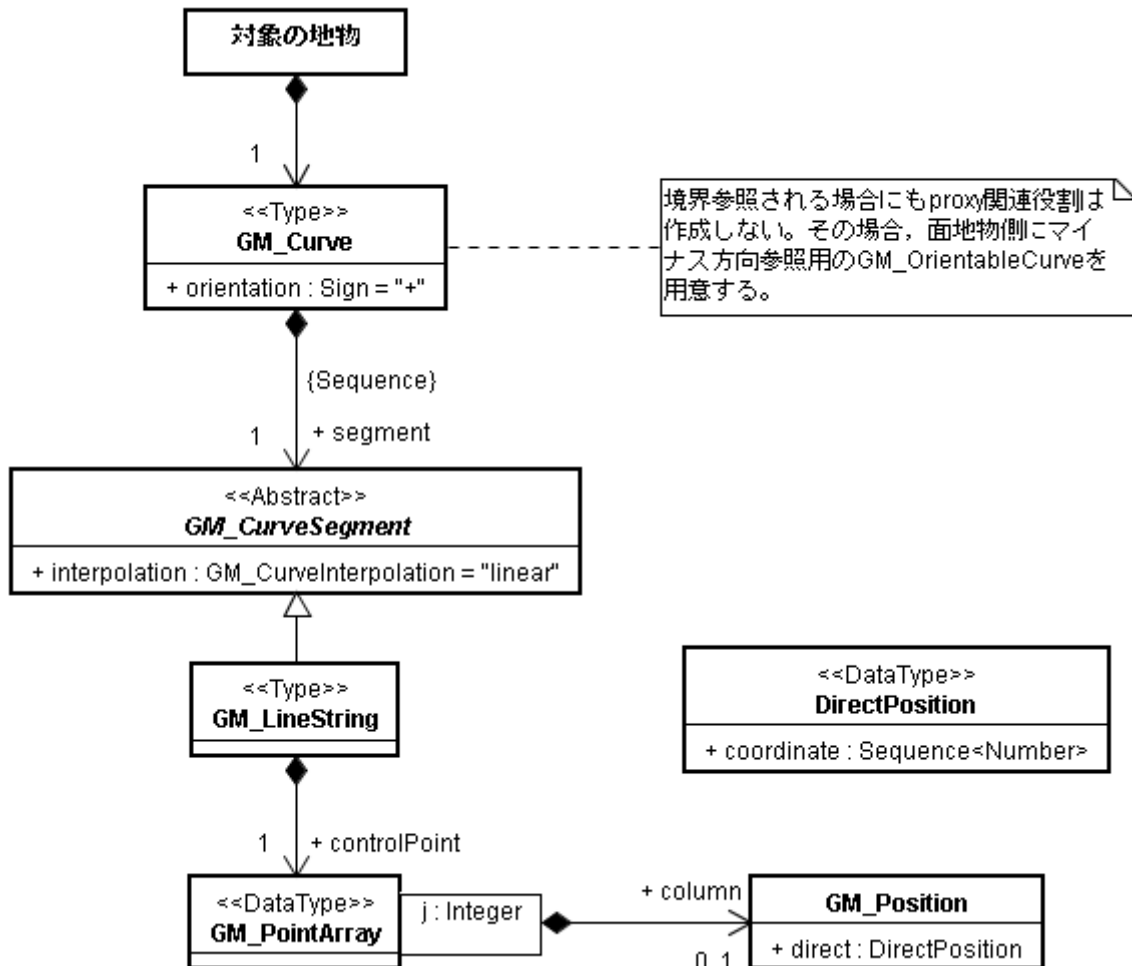 対象の地物
1
<<Type>>
GM_Curve
+ orientation : Sign = "+"
境界参照される場合にもproxy関連役割は
作成しない。その場合，面地物側にマイ
ナス方向参照用のGM_OrientableCurveを
用意する。
{Sequence}
1
+ segment
<<Abstract>>
GM_CurveSegment
+ interpolation : GM_CurveInterpolation = "linear"
<<Type>>
GM_LineString
<<DataType>>
DirectPosition
+ coordinate : Sequence<Number>
1
+ controlPoint
<<DataType>>
GM_PointArray
j : Integer
+ column
0..1
GM_Position
+ direct : DirectPosition